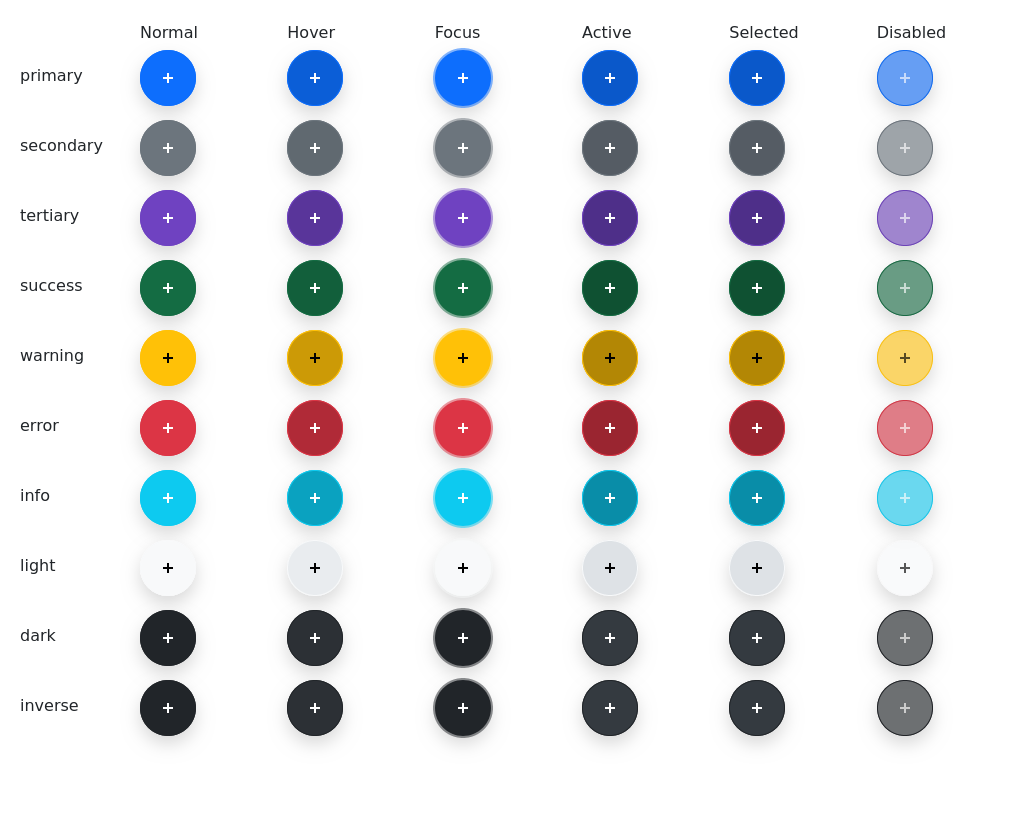 Normal Hover Focus Active Selected Disabled
primary + + + + + +
secondary + + + + + +
tertiary + + + + + +
success + + + + + +
warning + + + + + +
error + + + + + +
info + + + + + +
light + + + + + +
dark + + + + + +
inverse + + + + + +